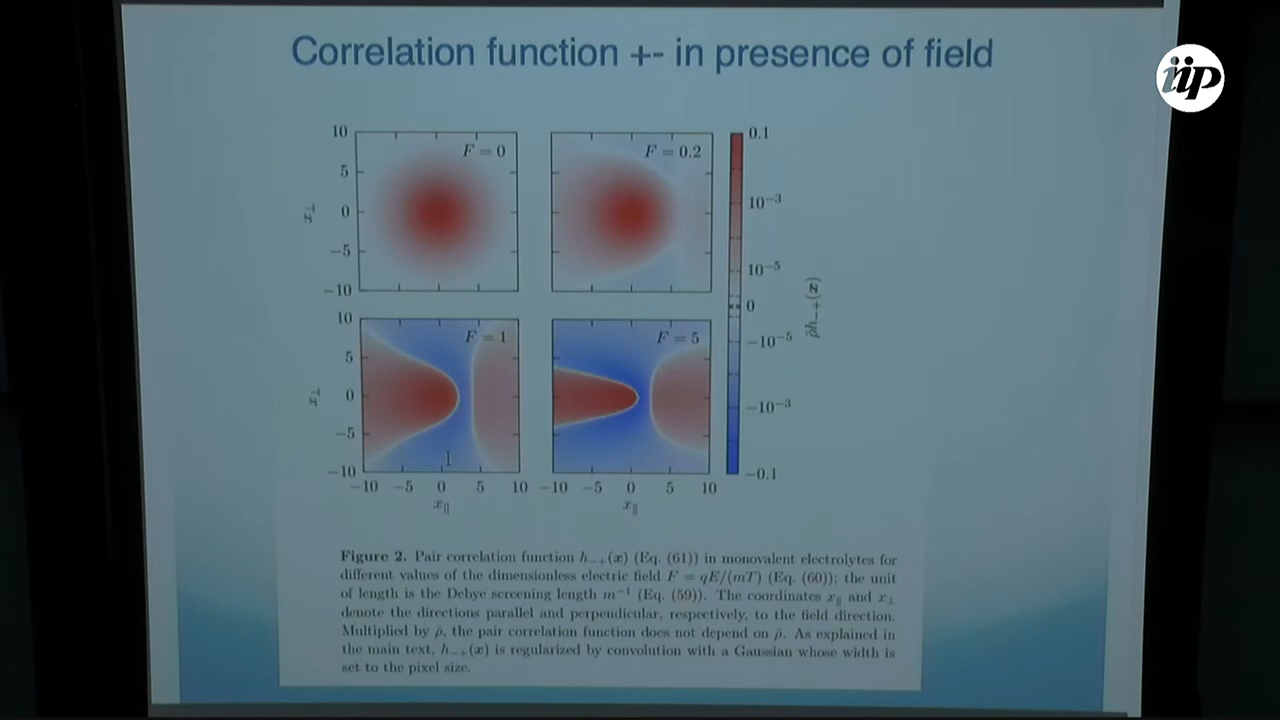 Correlation function +- in presence of field
iip
10
5
0
−5
−10
x⊥
F = 0
F = 0.2
0.1
10⁻³
10⁻⁵
0
−10⁻⁵
−10⁻³
−0.1
ρ̄h₋₊(x)
10
5
0
−5
−10
x⊥
F = 1
F = 5
−10 −5 0 5 10 −10 −5 0 5 10
x∥ x∥
Figure 2. Pair correlation function h₋₊(x) (Eq. (61)) in monovalent electrolytes for
different values of the dimensionless electric field F = qE/(mT) (Eq. (60)); the unit
of length is the Debye screening length m⁻¹ (Eq. (59)). The coordinates x∥ and x⊥
denote the directions parallel and perpendicular, respectively, to the field direction.
Multiplied by ρ̄, the pair correlation function does not depend on ρ̄. As explained in
the main text, h₋₊(x) is regularized by convolution with a Gaussian whose width is
set to the pixel size.